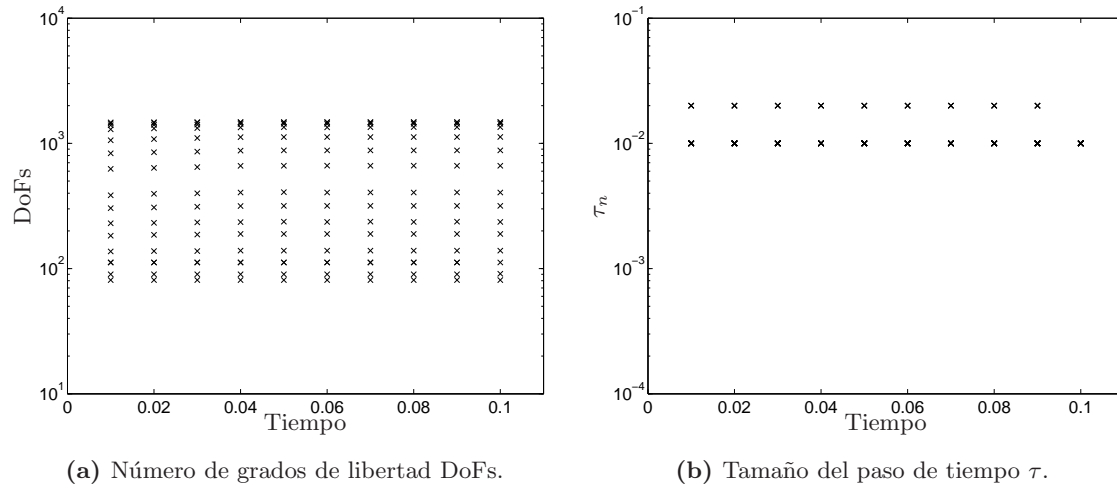 10^4
10^3
10^2
10^1
DoFs
0 0.02 0.04 0.06 0.08 0.1
Tiempo
(a) Número de grados de libertad DoFs.
10^−1
10^−2
10^−3
10^−4
τ_n
0 0.02 0.04 0.06 0.08 0.1
Tiempo
(b) Tamaño del paso de tiempo τ.